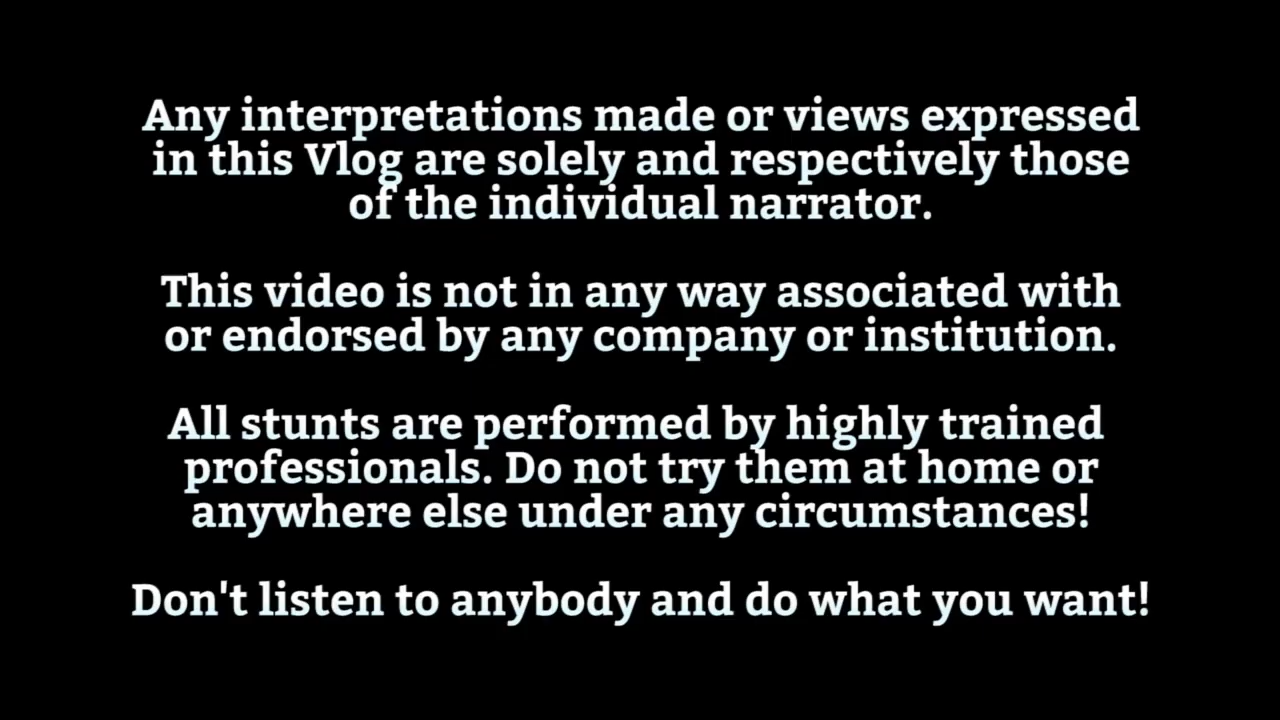 Any interpretations made or views expressed
in this Vlog are solely and respectively those
of the individual narrator.
This video is not in any way associated with
or endorsed by any company or institution.
All stunts are performed by highly trained
professionals. Do not try them at home or
anywhere else under any circumstances!
Don't listen to anybody and do what you want!